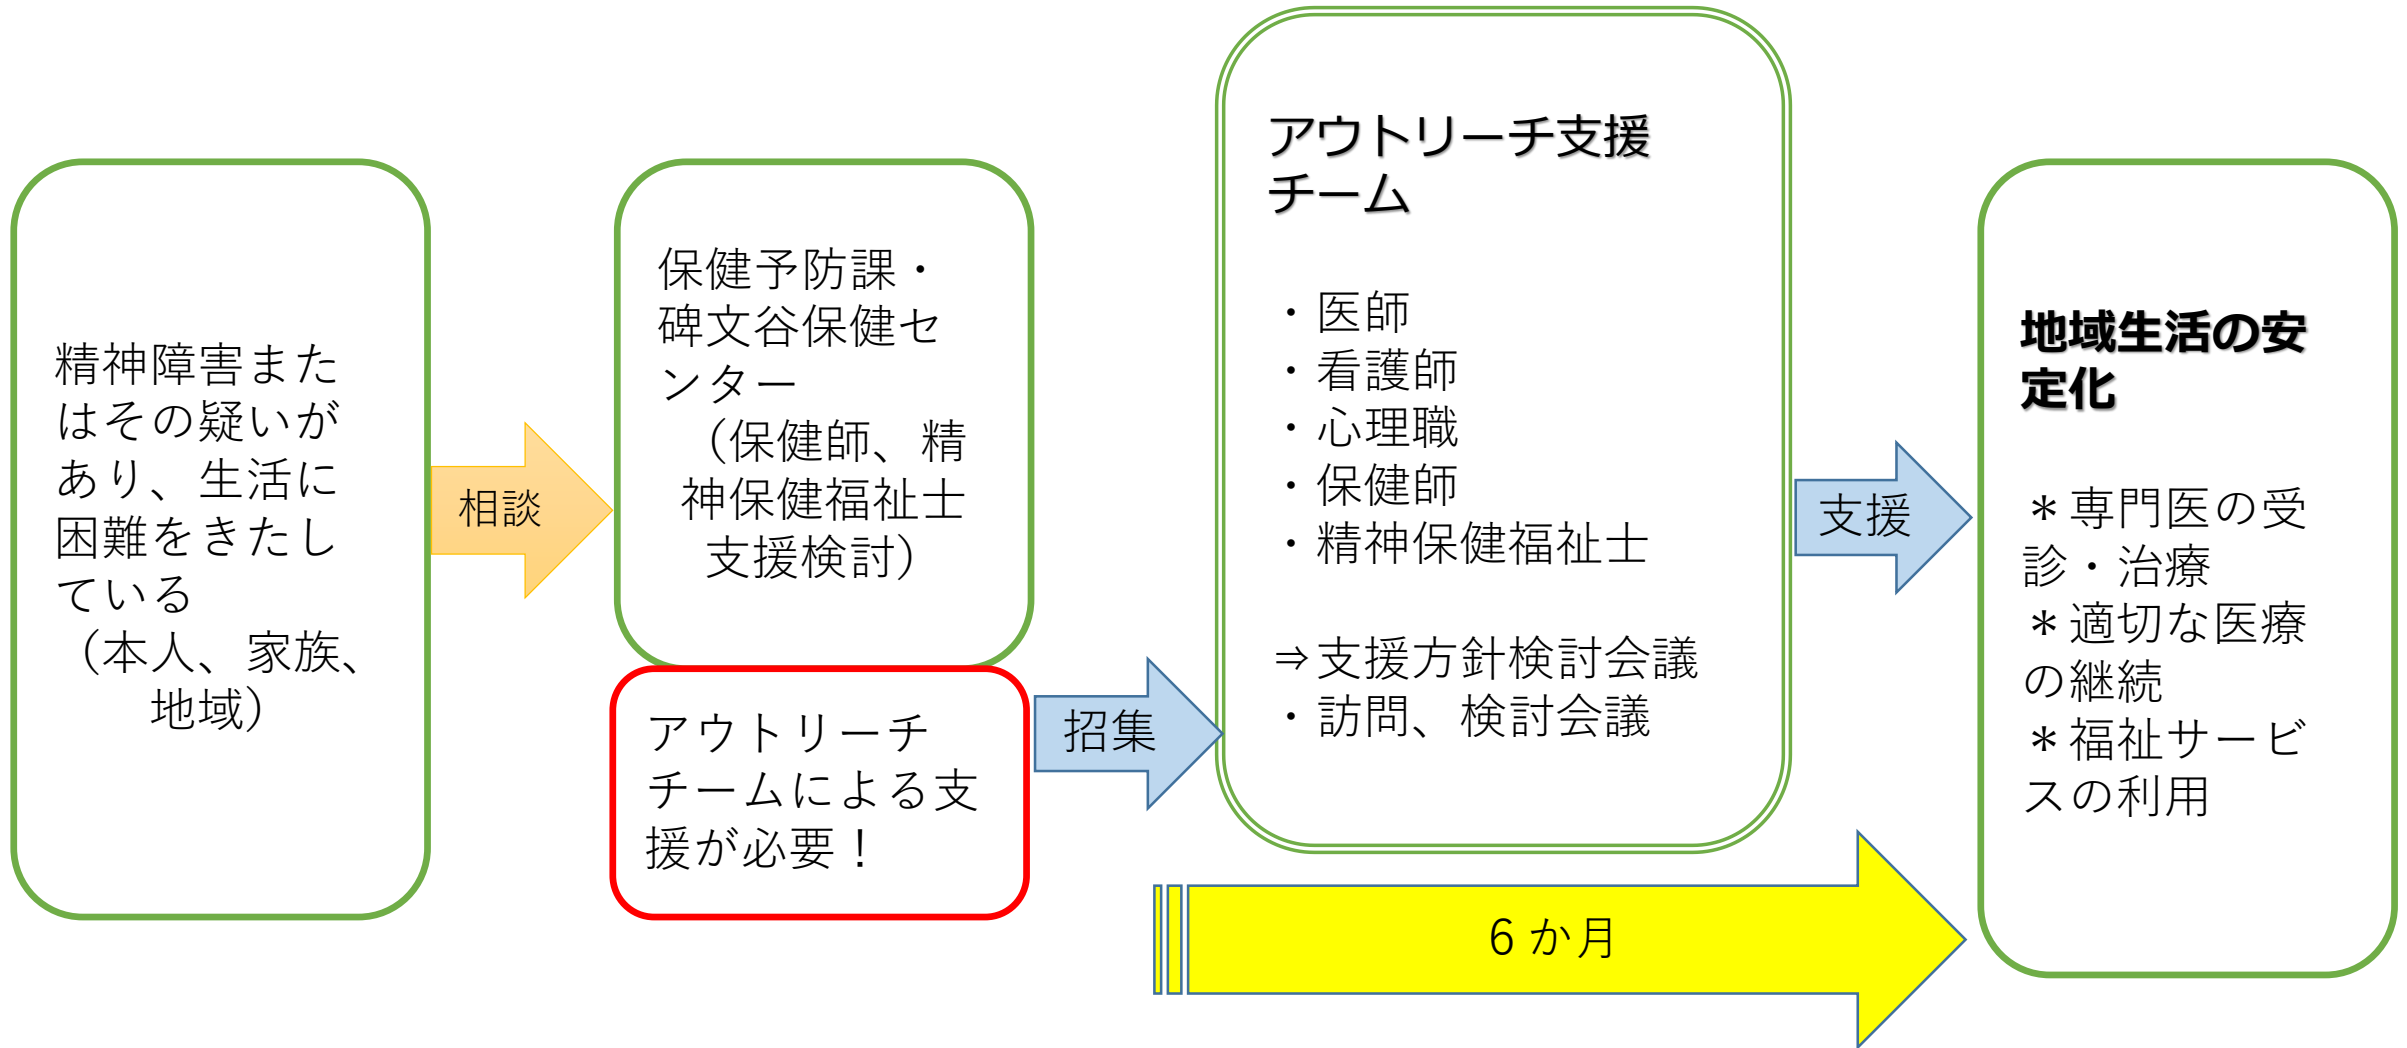 精神障害また
はその疑いが
あり、生活に
困難をきたし
ている
（本人、家族、
地域）
相談
保健予防課・
碑文谷保健セ
ンター
（保健師、精
神保健福祉士
支援検討）
アウトリーチ
チームによる支
援が必要！
招集
アウトリーチ支援
チーム
・医師
・看護師
・心理職
・保健師
・精神保健福祉士
⇒支援方針検討会議
・訪問、検討会議
支援
6か月
地域生活の安
定化
＊専門医の受
診・治療
＊適切な医療
の継続
＊福祉サービ
スの利用